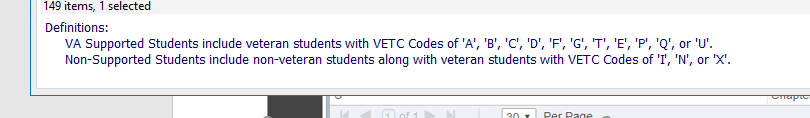 149 items, 1 selected
Definitions:
VA Supported Students include veteran students with VETC Codes of 'A', 'B', 'C', 'D', 'F', 'G', 'T', 'E', 'P', 'Q', or 'U'.
Non-Supported Students include non-veteran students along with veteran students with VETC Codes of 'I', 'N', or 'X'.
1 of 1 30 Per Page